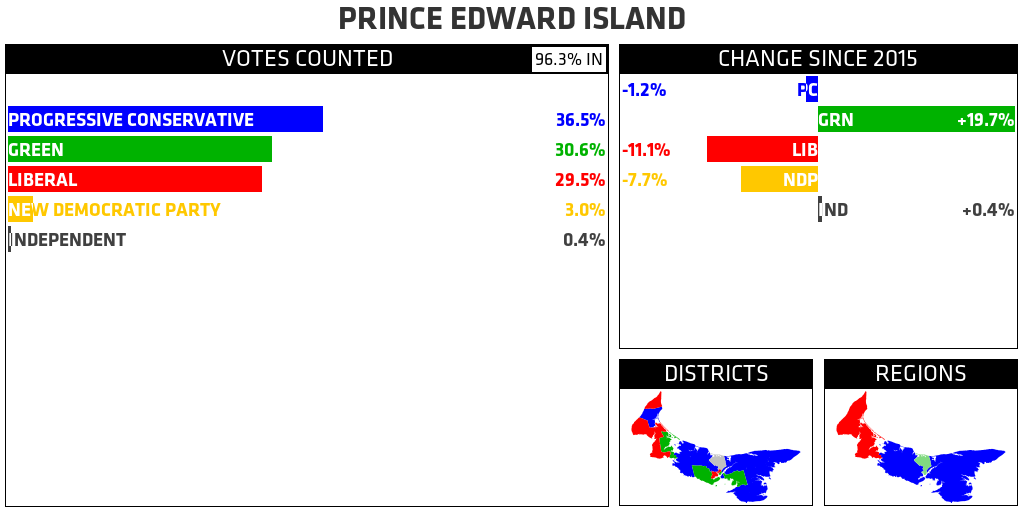 PRINCE EDWARD ISLAND
VOTES COUNTED
96.3% IN
PROGRESSIVE CONSERVATIVE 36.5%
GREEN 30.6%
LIBERAL 29.5%
NEW DEMOCRATIC PARTY 3.0%
INDEPENDENT 0.4%
CHANGE SINCE 2015
-1.2% PC
GRN +19.7%
-11.1% LIB
-7.7% NDP
IND +0.4%
DISTRICTS
REGIONS